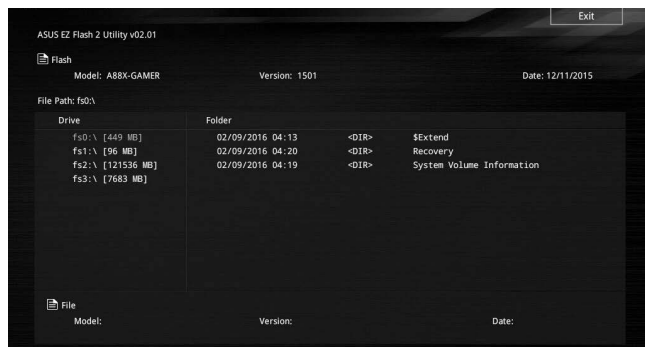 Exit
ASUS EZ Flash 2 Utility v02.01
Flash
Model: A88X-GAMER Version: 1501 Date: 12/11/2015
File Path: fs0:\
Drive Folder
fs0:\ [449 MB] 02/09/2016 04:13 <DIR> $Extend
fs1:\ [96 MB] 02/09/2016 04:20 <DIR> Recovery
fs2:\ [121536 MB] 02/09/2016 04:19 <DIR> System Volume Information
fs3:\ [7683 MB]
File
Model: Version: Date: